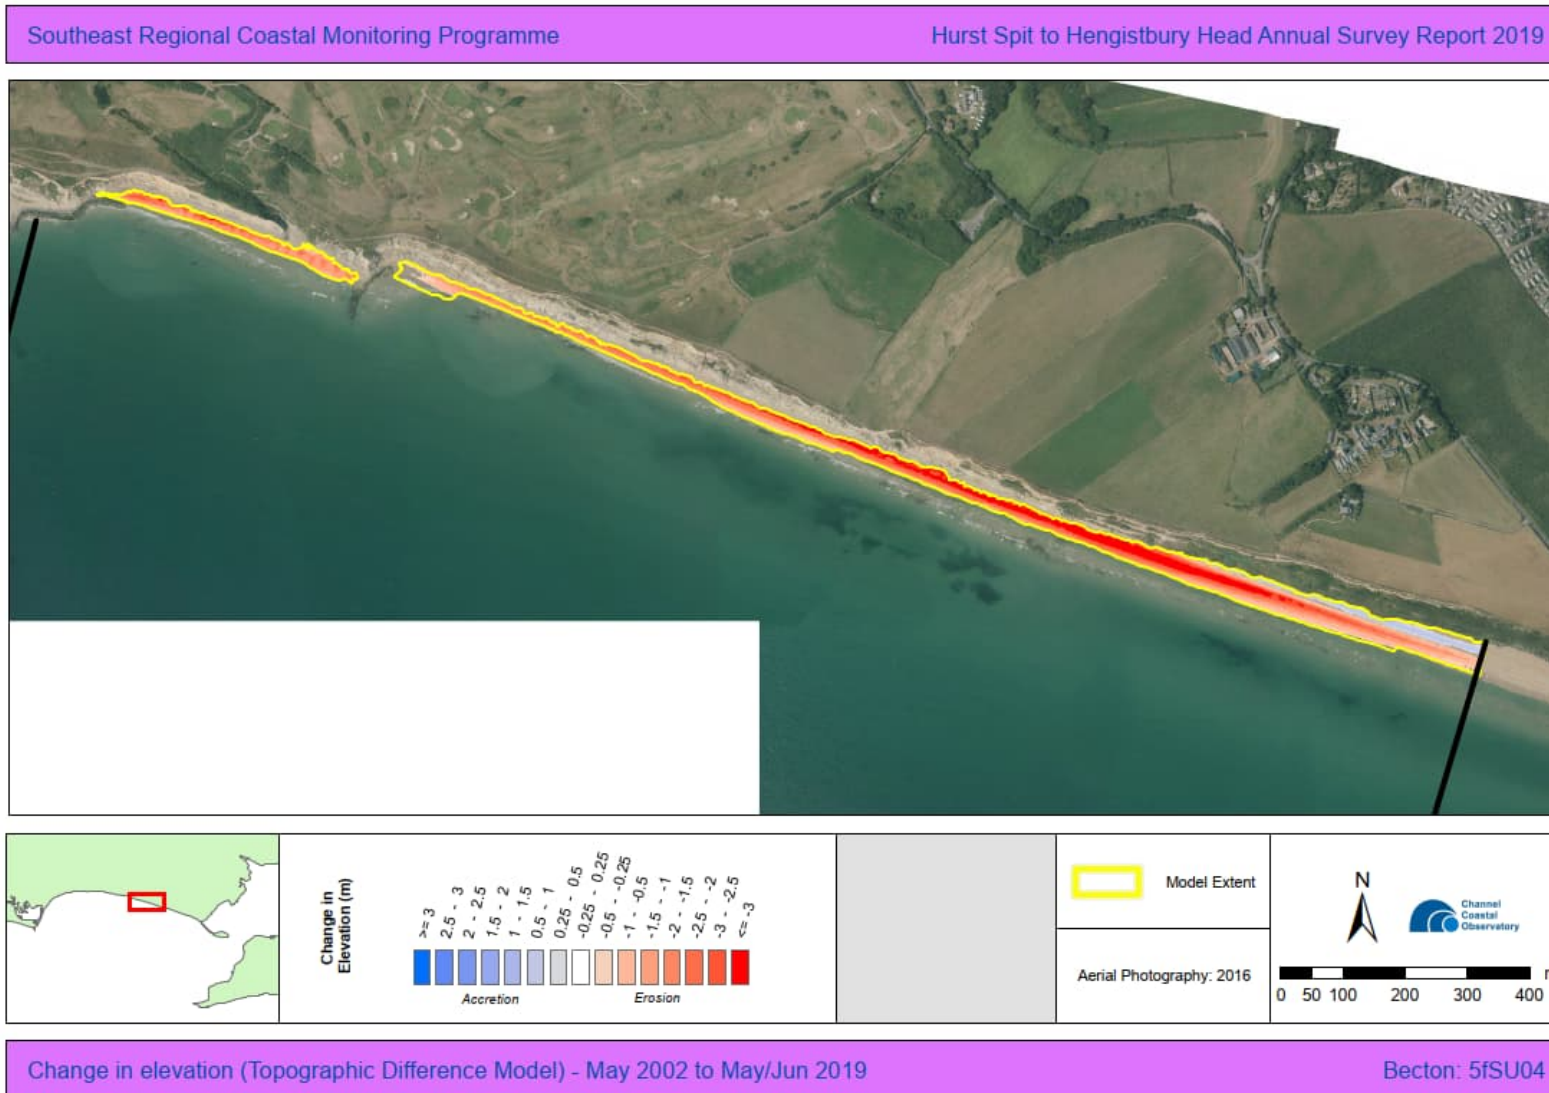 Southeast Regional Coastal Monitoring Programme
Hurst Spit to Hengistbury Head Annual Survey Report 2019
Change in
Elevation (m)
>= 3
2.5 - 3
2 - 2.5
1.5 - 2
1 - 1.5
0.5 - 1
0.25 - 0.5
-0.25 - 0.25
-0.5 - -0.25
-1 - -0.5
-1.5 - -1
-2 - -1.5
-2.5 - -2
-3 - -2.5
<= -3
Accretion
Erosion
Model Extent
Aerial Photography: 2016
N
Channel
Coastal
Observatory
0 50 100 200 300 400
Change in elevation (Topographic Difference Model) - May 2002 to May/Jun 2019
Becton: 5fSU04